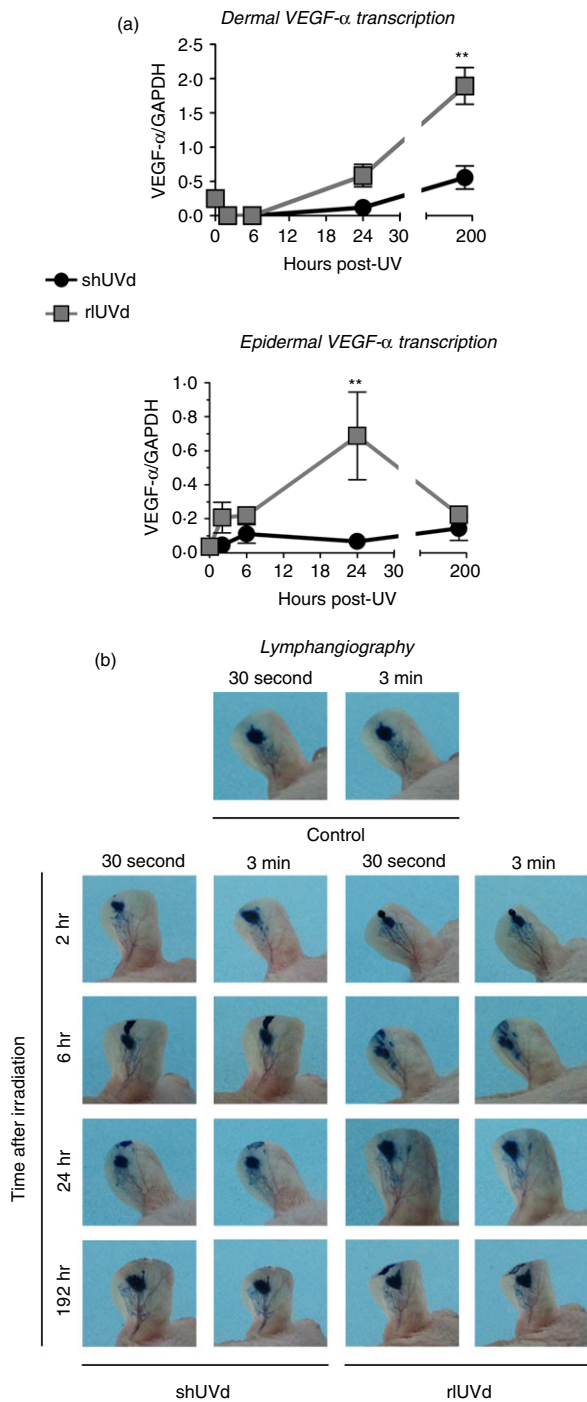 (a)
Dermal VEGF-α transcription
2·5
2·0
1·5
1·0
0·5
0·0
VEGF-α/GAPDH
**
0 6 12 18 24 30 200
Hours post-UV
shUVd
rlUVd
Epidermal VEGF-α transcription
1·0
0·8
0·6
0·4
0·2
0·0
VEGF-α/GAPDH
**
0 6 12 18 24 30 200
Hours post-UV
(b)
Lymphangiography
30 second 3 min
Control
30 second 3 min 30 second 3 min
Time after irradiation
2 hr
6 hr
24 hr
192 hr
shUVd rlUVd